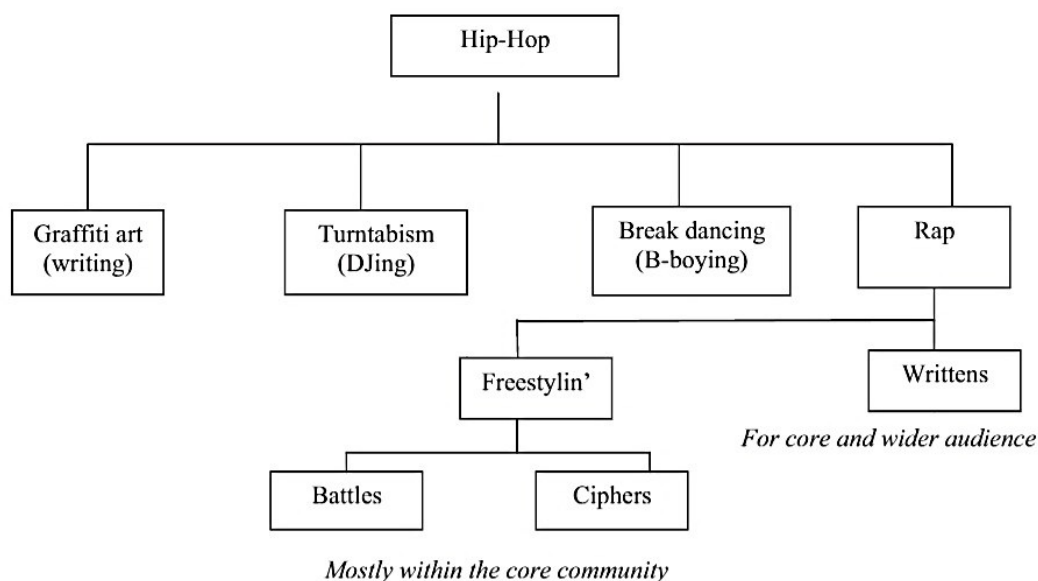 Hip-Hop
Graffiti art
(writing)
Turntabism
(DJing)
Break dancing
(B-boying)
Rap
Freestylin’
Writtens
For core and wider audience
Battles
Ciphers
Mostly within the core community